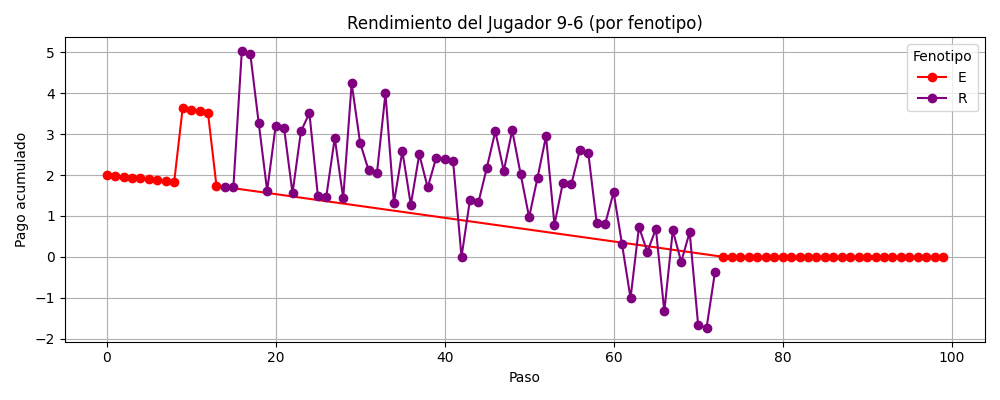 Rendimiento del Jugador 9-6 (por fenotipo)
Pago acumulado
5
4
3
2
1
0
−1
−2
0
20
40
60
80
100
Paso
Fenotipo
E
R